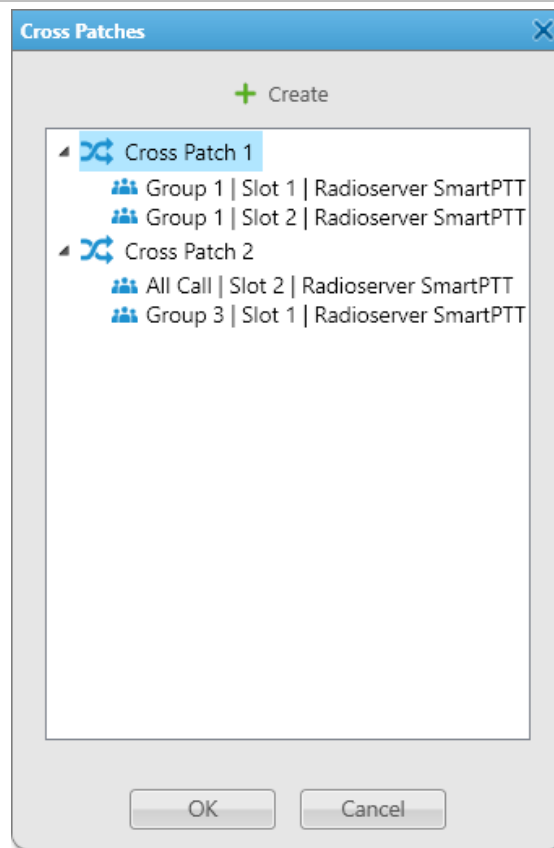 Cross Patches
Create
Cross Patch 1
Group 1 | Slot 1 | Radioserver SmartPTT
Group 1 | Slot 2 | Radioserver SmartPTT
Cross Patch 2
All Call | Slot 2 | Radioserver SmartPTT
Group 3 | Slot 1 | Radioserver SmartPTT
OK Cancel